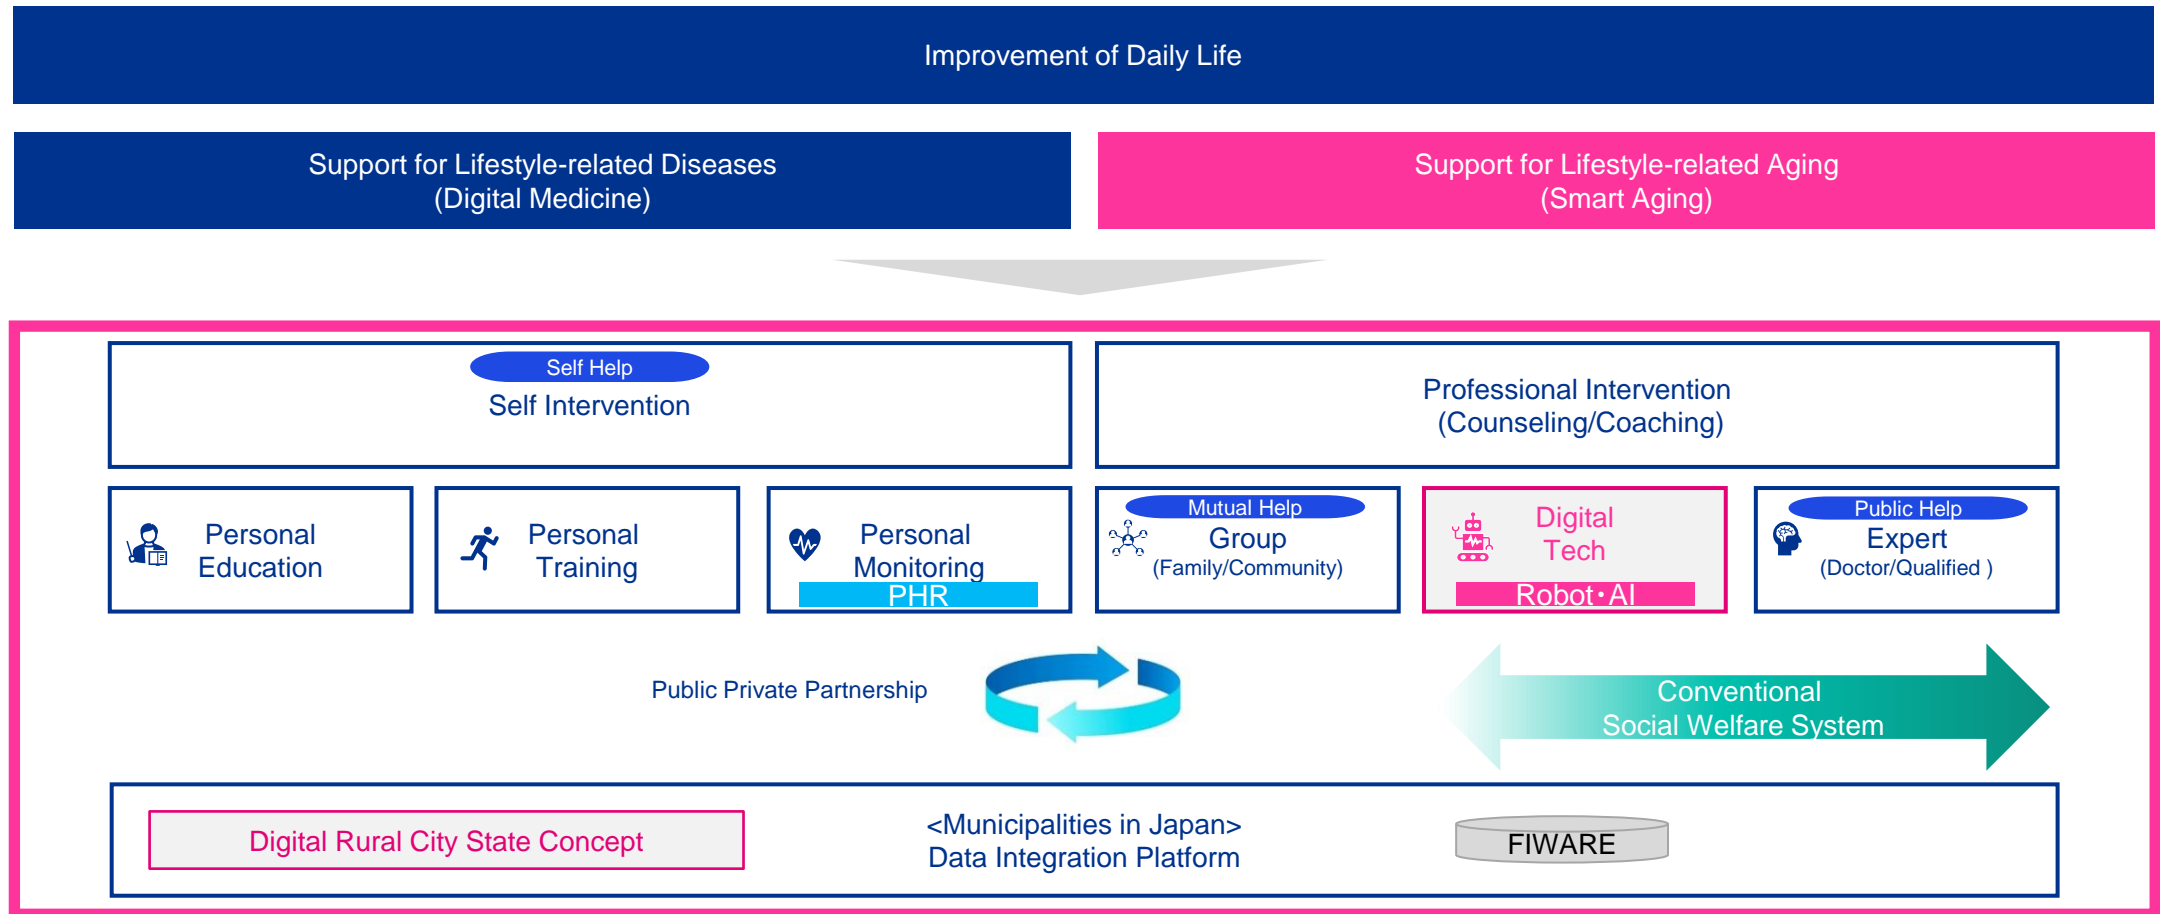 Improvement of Daily Life
Support for Lifestyle-related Diseases
(Digital Medicine)
Support for Lifestyle-related Aging
(Smart Aging)
Self Help
Self Intervention
Professional Intervention
(Counseling/Coaching)
Personal
Education
Personal
Training
Personal
Monitoring
PHR
Mutual Help
Group
(Family/Community)
Digital
Tech
Robot・AI
Public Help
Expert
(Doctor/Qualified )
Public Private Partnership
Conventional
Social Welfare System
Digital Rural City State Concept
<Municipalities in Japan>
Data Integration Platform
FIWARE